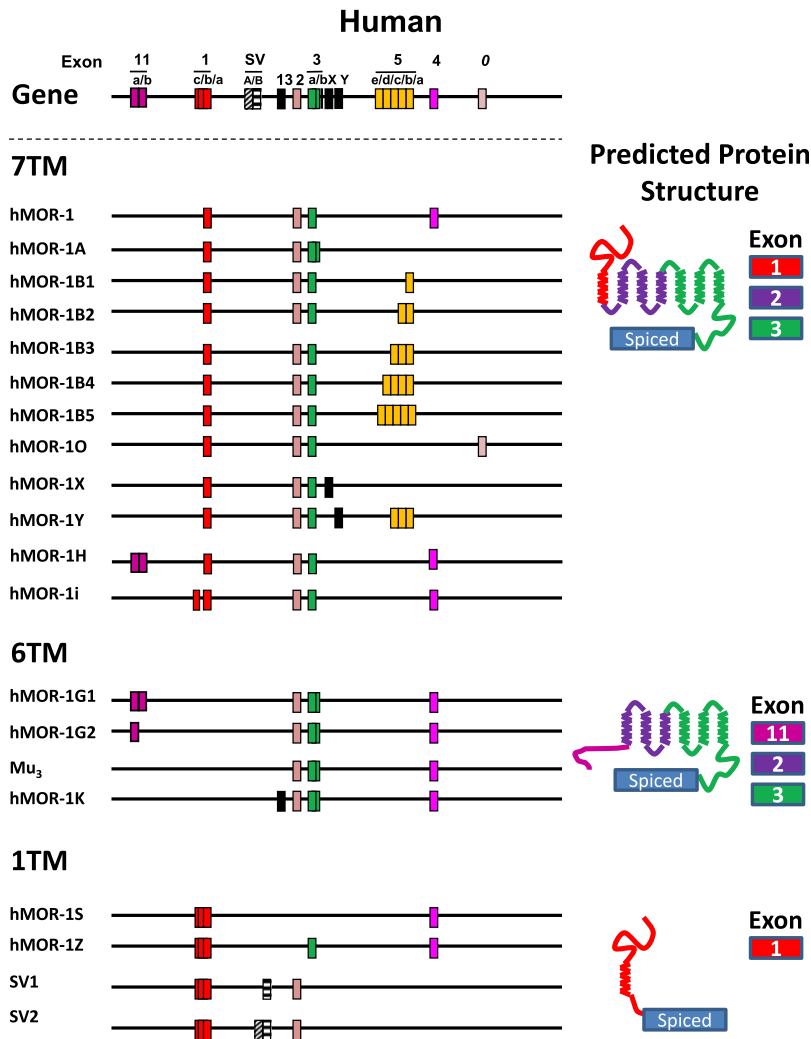 Human
Exon 11 1 SV 3 5 4 0
a/b c/b/a A/B 13 2 a/b X Y e/d/c/b/a
Gene
7TM
Predicted Protein
Structure
hMOR-1
hMOR-1A
hMOR-1B1
hMOR-1B2
hMOR-1B3
hMOR-1B4
hMOR-1B5
hMOR-1O
hMOR-1X
hMOR-1Y
hMOR-1H
hMOR-1i
Exon
1
2
3
Spiced
6TM
hMOR-1G1
hMOR-1G2
Mu3
hMOR-1K
Exon
11
2
3
Spiced
1TM
hMOR-1S
hMOR-1Z
SV1
SV2
Exon
1
Spiced